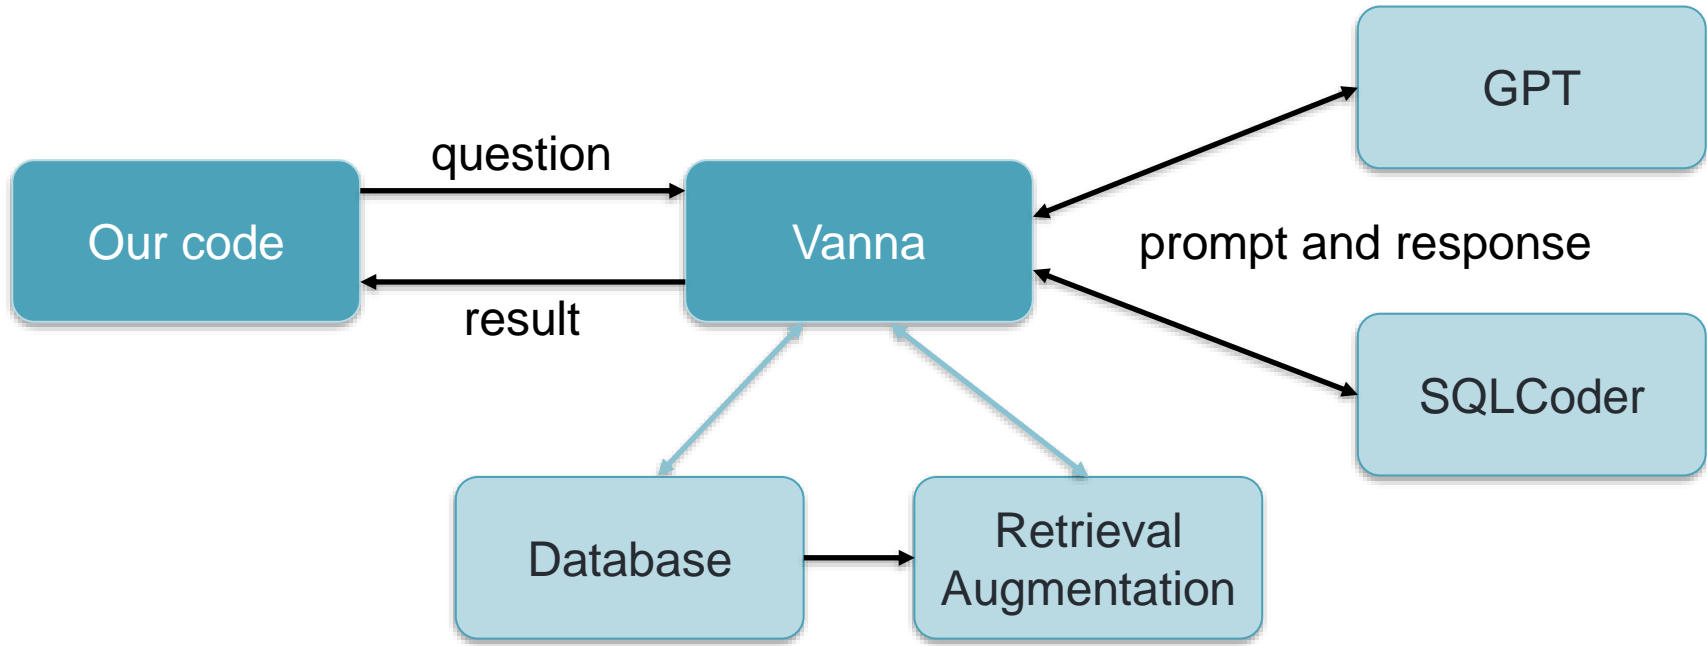 GPT
question
Our code
Vanna
prompt and response
result
SQLCoder
Database
Retrieval
Augmentation